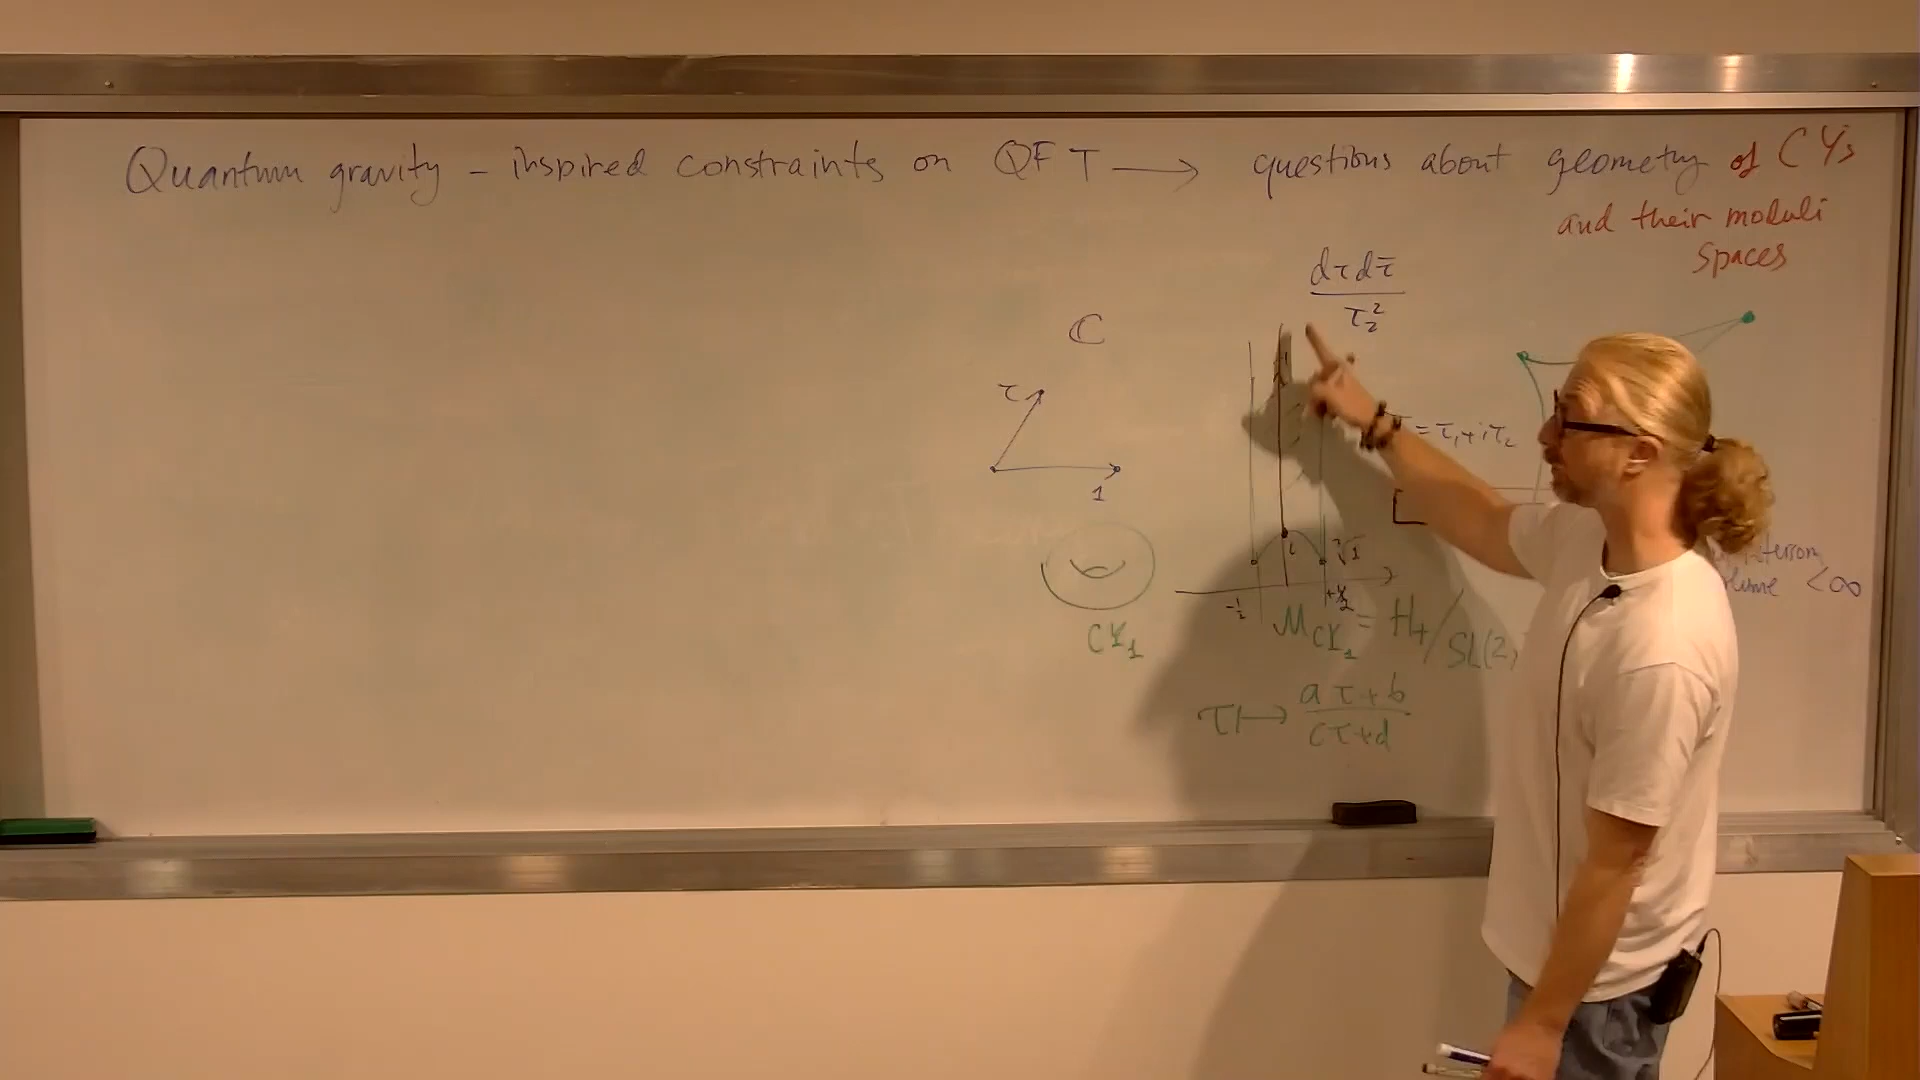 Quantum gravity - inspired constraints on QFT ⟶ questions about geometry of CYs
and their moduli
spaces
dτdτ̄
τ₂²
ℂ
τ
1
= τ₁+iτ₂
i
-½
+½
<∞
CY₁
M_CY₁ = H₊/SL(2,
τ ⟼ aτ+b
cτ+d